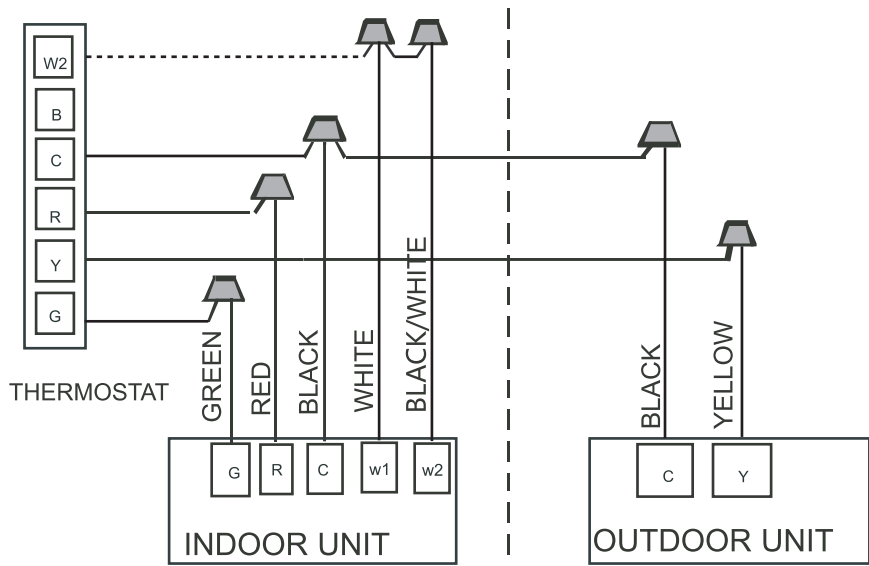 W2
B
C
R
Y
G
THERMOSTAT
GREEN
RED
BLACK
WHITE
BLACK/WHITE
BLACK
YELLOW
G R C w1 w2
INDOOR UNIT
C Y
OUTDOOR UNIT